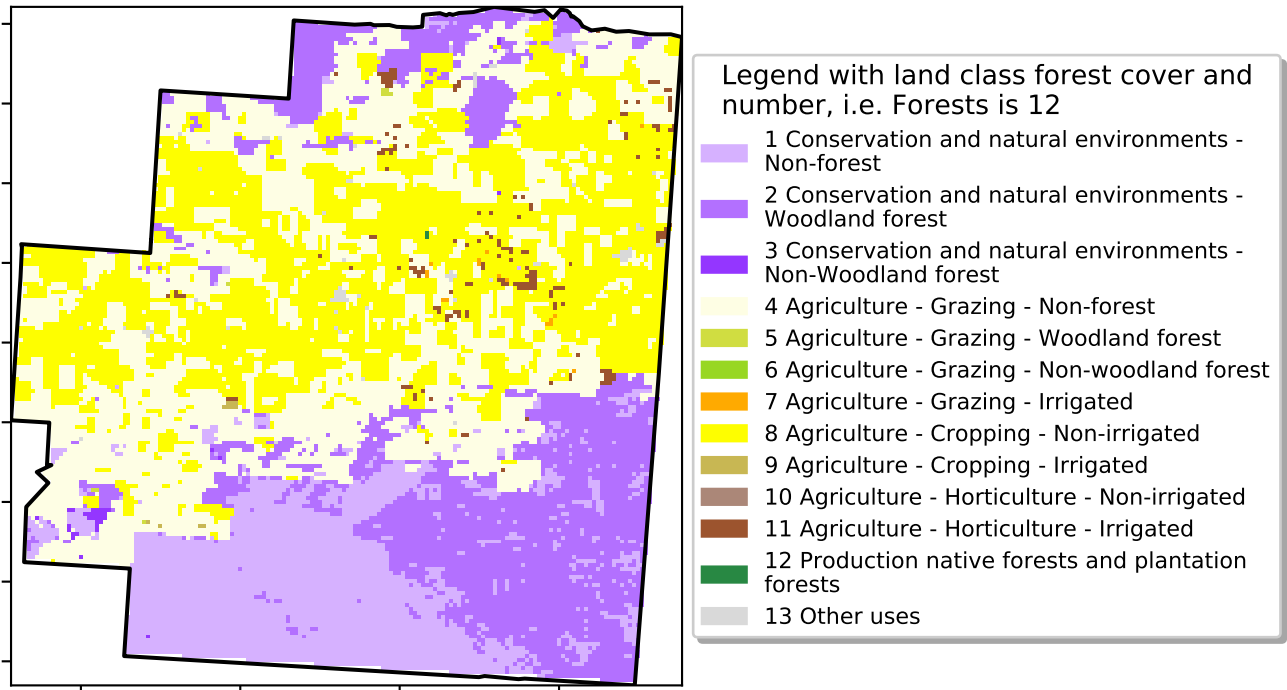 Legend with land class forest cover and
number, i.e. Forests is 12
1 Conservation and natural environments -
Non-forest
2 Conservation and natural environments -
Woodland forest
3 Conservation and natural environments -
Non-Woodland forest
4 Agriculture - Grazing - Non-forest
5 Agriculture - Grazing - Woodland forest
6 Agriculture - Grazing - Non-woodland forest
7 Agriculture - Grazing - Irrigated
8 Agriculture - Cropping - Non-irrigated
9 Agriculture - Cropping - Irrigated
10 Agriculture - Horticulture - Non-irrigated
11 Agriculture - Horticulture - Irrigated
12 Production native forests and plantation
forests
13 Other uses